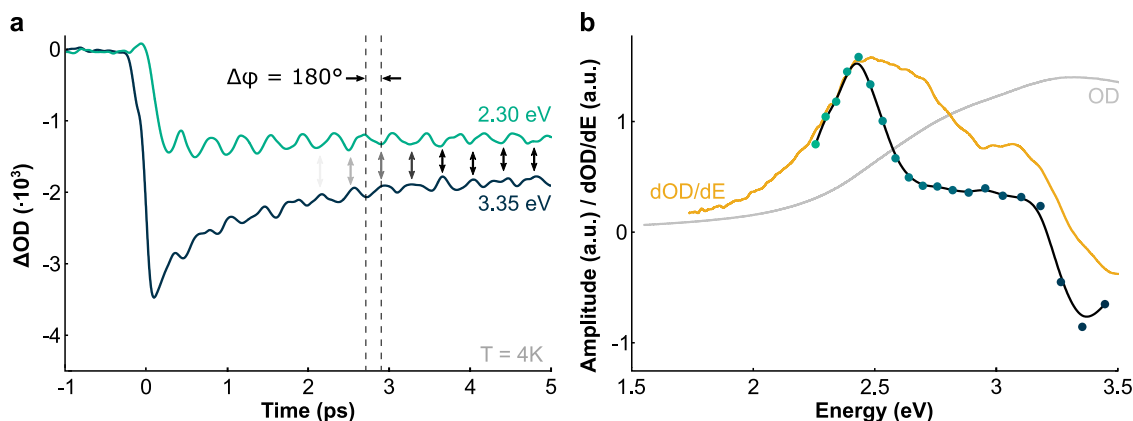 a
ΔOD (·10³)
0
-1
-2
-3
-4
Δφ = 180°
2.30 eV
3.35 eV
T = 4K
-1 0 1 2 3 4 5
Time (ps)
b
Amplitude (a.u.) / dOD/dE (a.u.)
1
0
-1
OD
dOD/dE
1.5 2 2.5 3 3.5
Energy (eV)